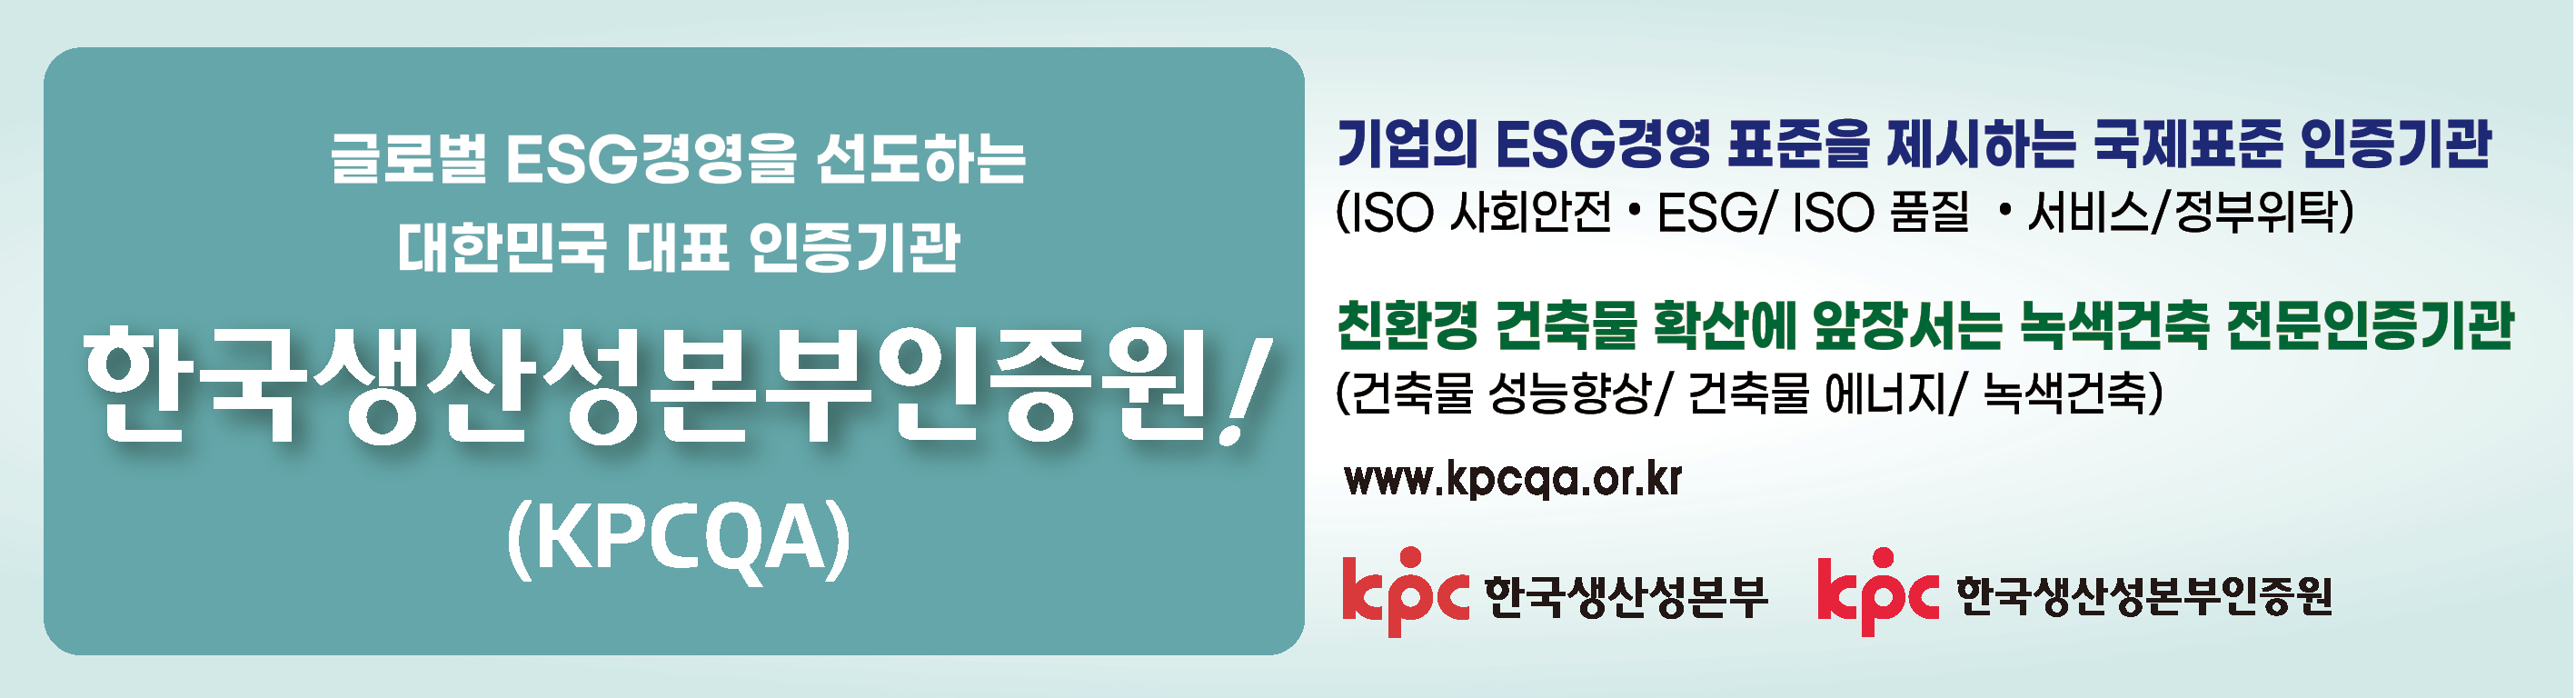 글로벌 ESG경영을 선도하는
대한민국 대표 인증기관
한국생산성본부인증원!
(KPCQA)
기업의 ESG경영 표준을 제시하는 국제표준 인증기관
(ISO 사회안전 • ESG/ ISO 품질 • 서비스/정부위탁)
친환경 건축물 확산에 앞장서는 녹색건축 전문인증기관
(건축물 성능향상/ 건축물 에너지/ 녹색건축)
www.kpcqa.or.kr
kpc 한국생산성본부 kpc 한국생산성본부인증원